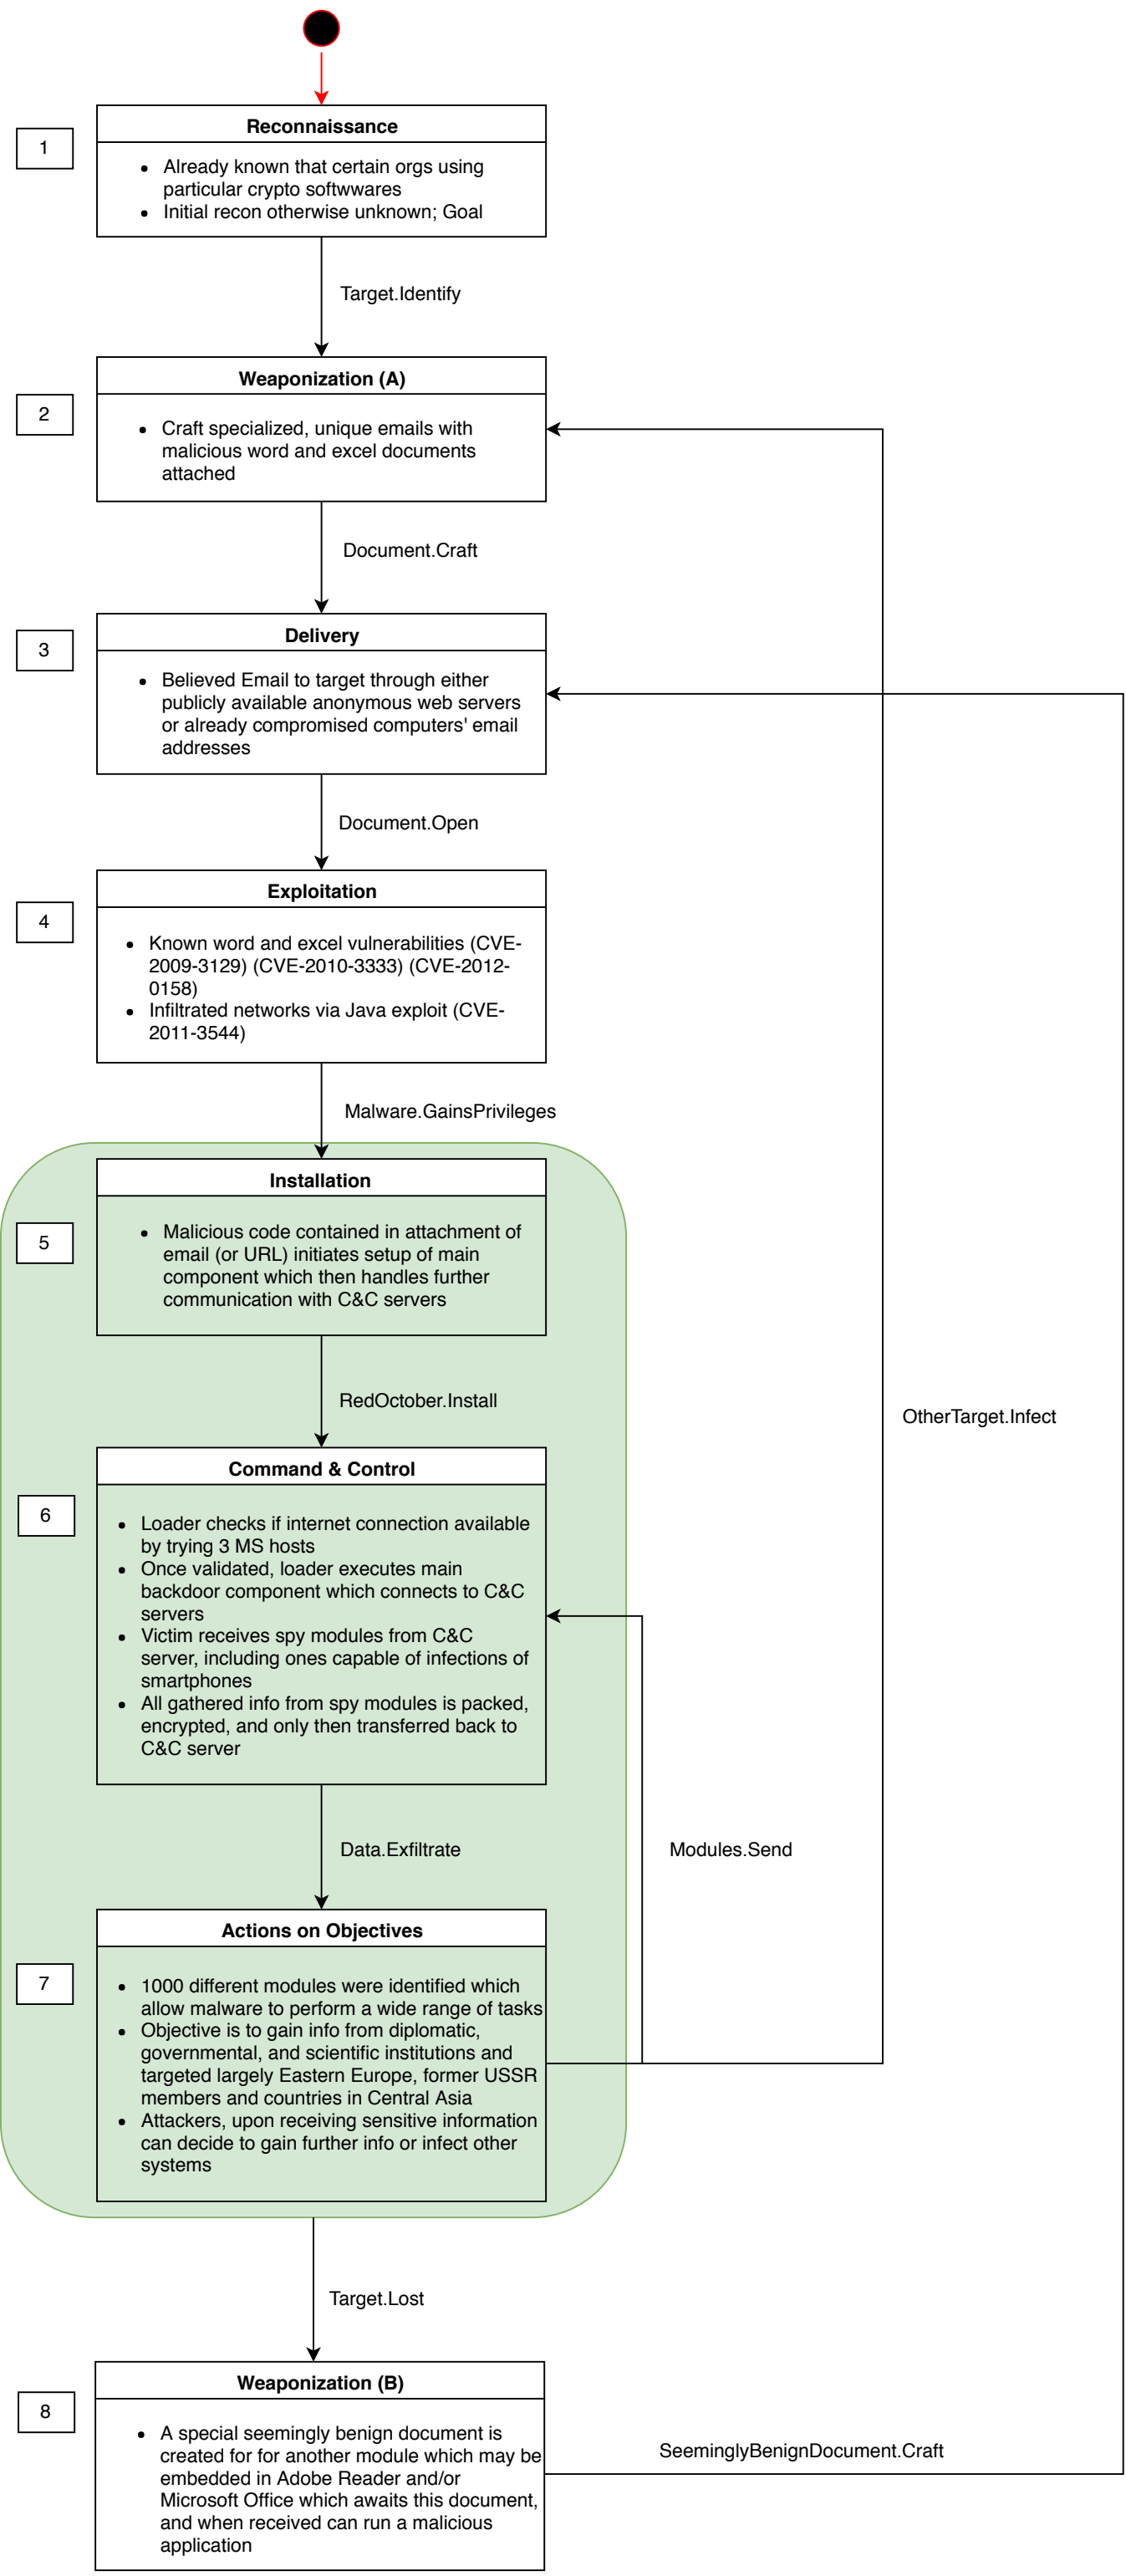 1
Reconnaissance
• Already known that certain orgs using
particular crypto softwwares
• Initial recon otherwise unknown; Goal
Target.Identify
2
Weaponization (A)
• Craft specialized, unique emails with
malicious word and excel documents
attached
Document.Craft
3
Delivery
• Believed Email to target through either
publicly available anonymous web servers
or already compromised computers' email
addresses
Document.Open
4
Exploitation
• Known word and excel vulnerabilities (CVE-
2009-3129) (CVE-2010-3333) (CVE-2012-
0158)
• Infiltrated networks via Java exploit (CVE-
2011-3544)
Malware.GainsPrivileges
5
Installation
• Malicious code contained in attachment of
email (or URL) initiates setup of main
component which then handles further
communication with C&C servers
RedOctober.Install
OtherTarget.Infect
6
Command & Control
• Loader checks if internet connection available
by trying 3 MS hosts
• Once validated, loader executes main
backdoor component which connects to C&C
servers
• Victim receives spy modules from C&C
server, including ones capable of infections of
smartphones
• All gathered info from spy modules is packed,
encrypted, and only then transferred back to
C&C server
Data.Exfiltrate
Modules.Send
7
Actions on Objectives
• 1000 different modules were identified which
allow malware to perform a wide range of tasks
• Objective is to gain info from diplomatic,
governmental, and scientific institutions and
targeted largely Eastern Europe, former USSR
members and countries in Central Asia
• Attackers, upon receiving sensitive information
can decide to gain further info or infect other
systems
Target.Lost
8
Weaponization (B)
• A special seemingly benign document is
created for for another module which may be
embedded in Adobe Reader and/or
Microsoft Office which awaits this document,
and when received can run a malicious
application
SeeminglyBenignDocument.Craft